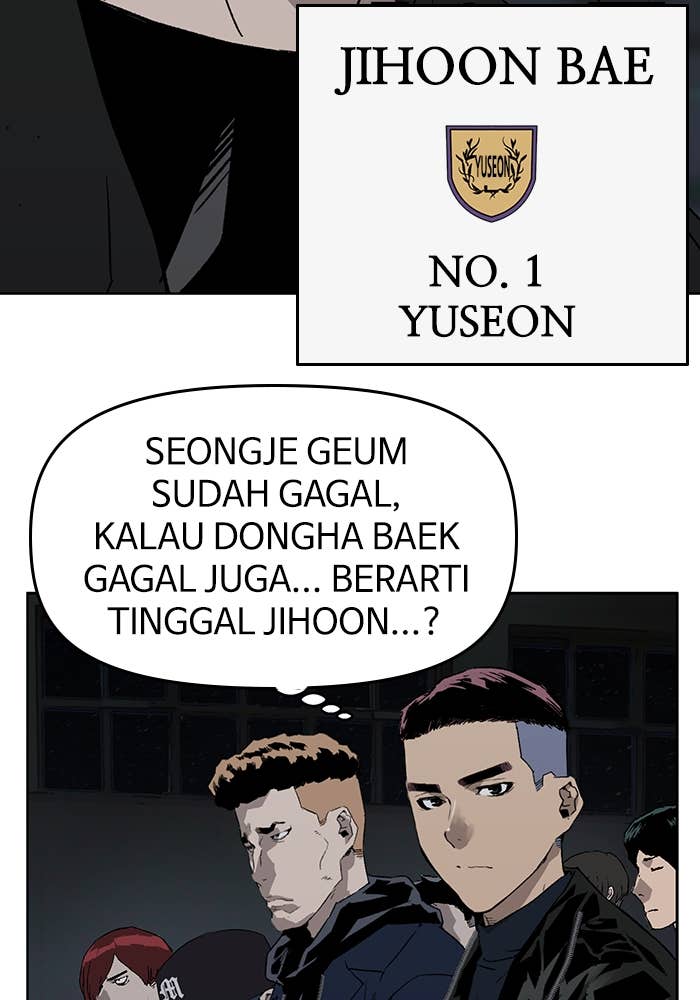 JIHOON BAE
YUSEON
NO. 1
YUSEON
SEONGJE GEUM
SUDAH GAGAL,
KALAU DONGHA BAEK
GAGAL JUGA... BERARTI
TINGGAL JIHOON...?
M